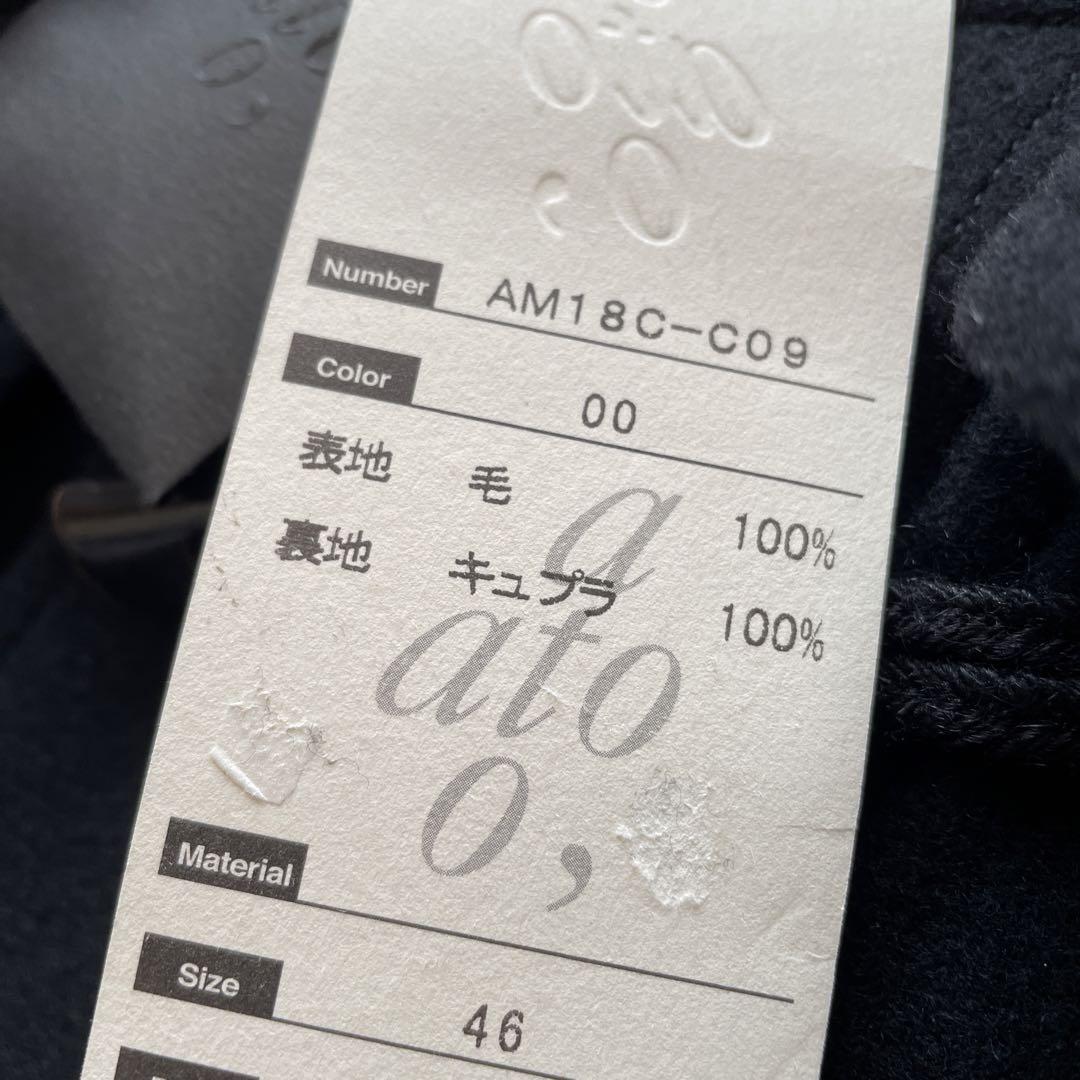 Number AM18C-C09
Color 00
表地 毛 100%
裏地 キュプラ 100%
a
ato
o,
Material
Size 46